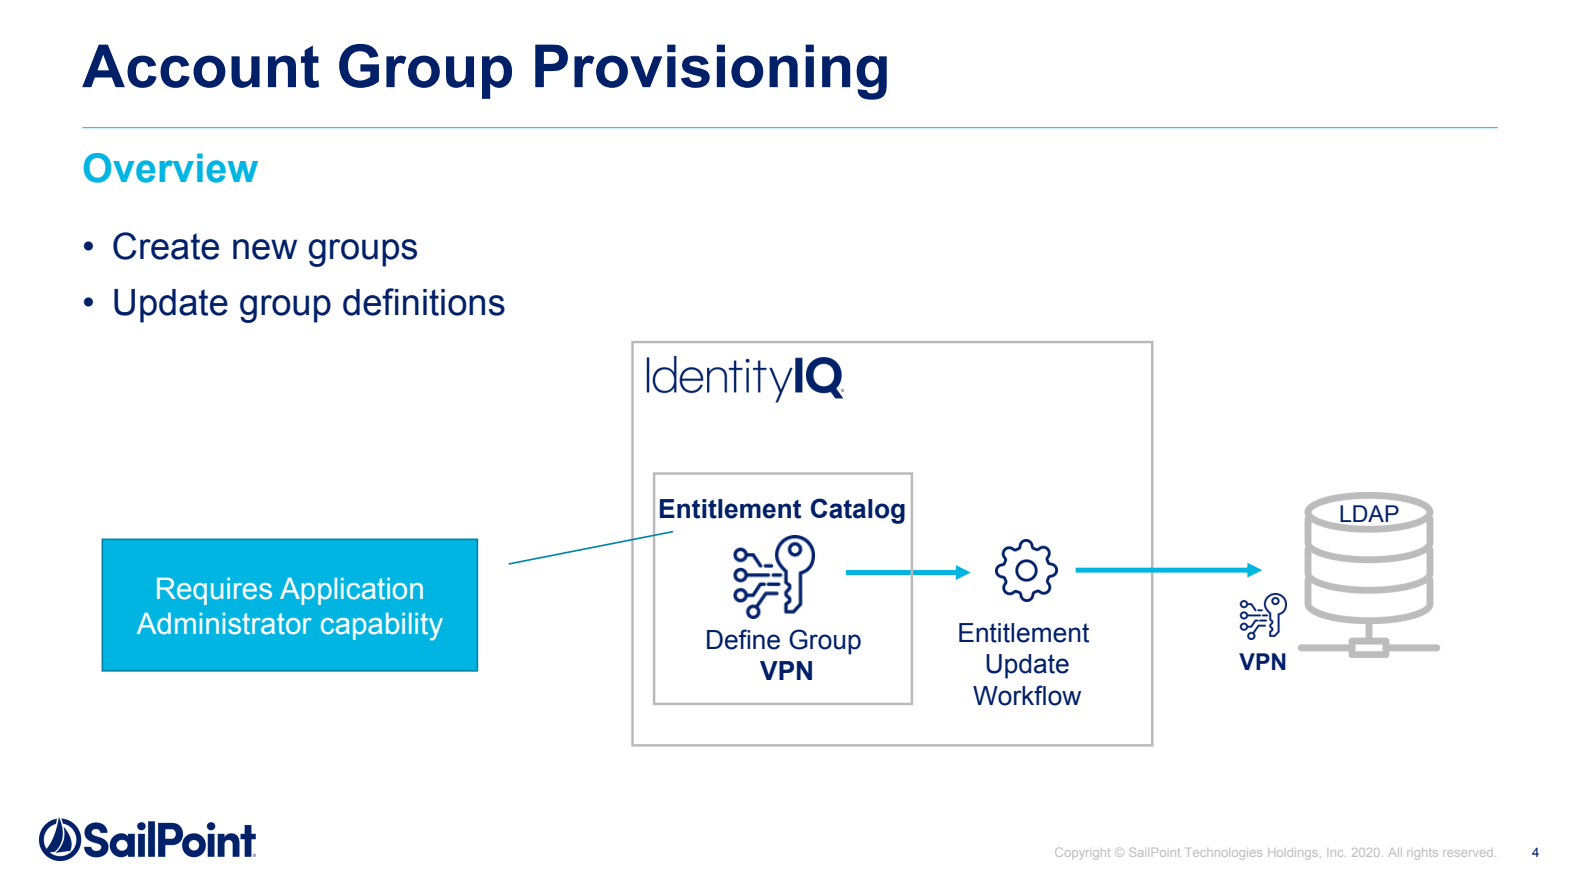 Account Group Provisioning
Overview
• Create new groups
• Update group definitions
IdentityIQ
Entitlement Catalog
Define Group
VPN
Entitlement
Update
Workflow
LDAP
VPN
Requires Application
Administrator capability
SailPoint
Copyright © SailPoint Technologies Holdings, Inc. 2020. All rights reserved.
4